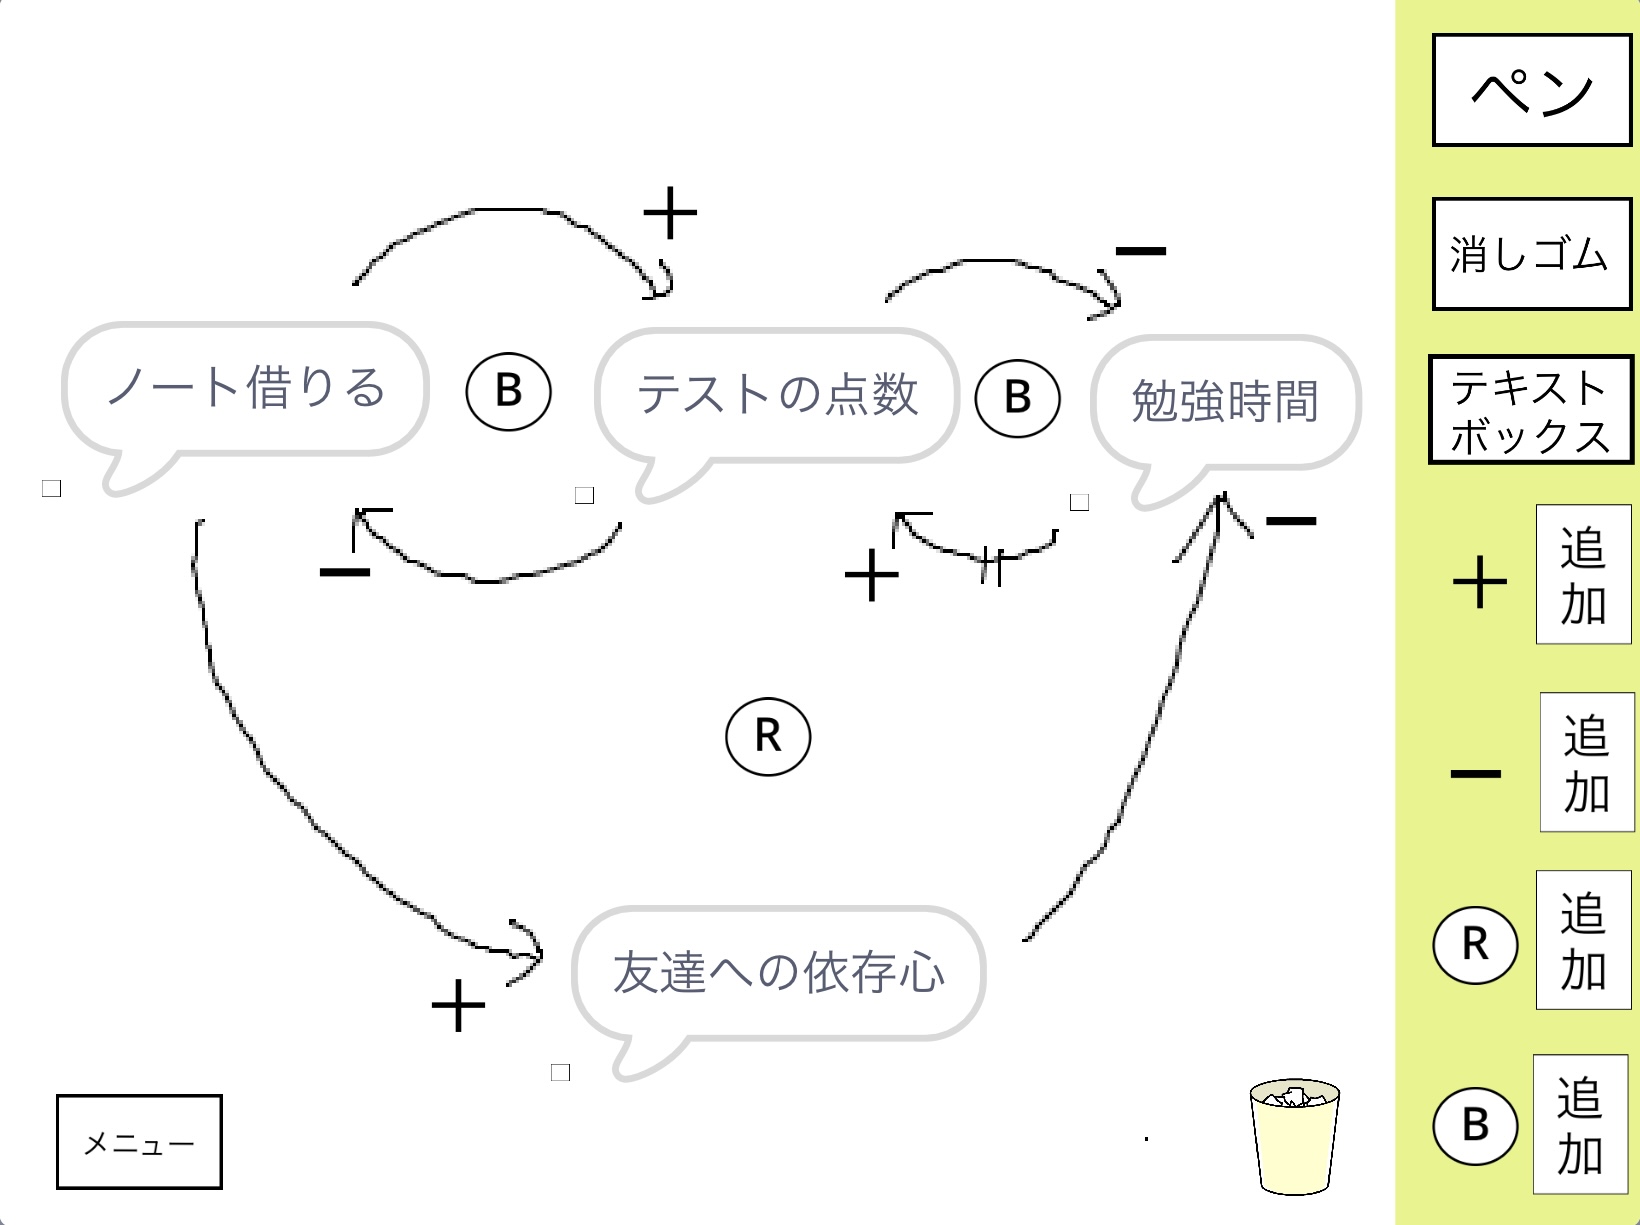 ペン
+
−
消しゴム
ノート借りる
B
テストの点数
B
勉強時間
テキスト
ボックス
−
+
−
+
追
加
R
−
追
加
友達への依存心
+
R
追
加
メニュー
B
追
加